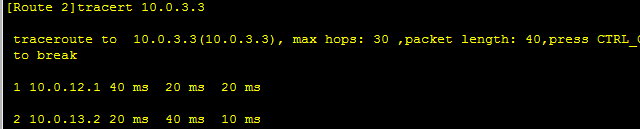 [Route 2]tracert 10.0.3.3
traceroute to  10.0.3.3(10.0.3.3), max hops: 30 ,packet length: 40,press CTRL_
to break
1 10.0.12.1 40 ms  20 ms  20 ms
2 10.0.13.2 20 ms  40 ms  10 ms